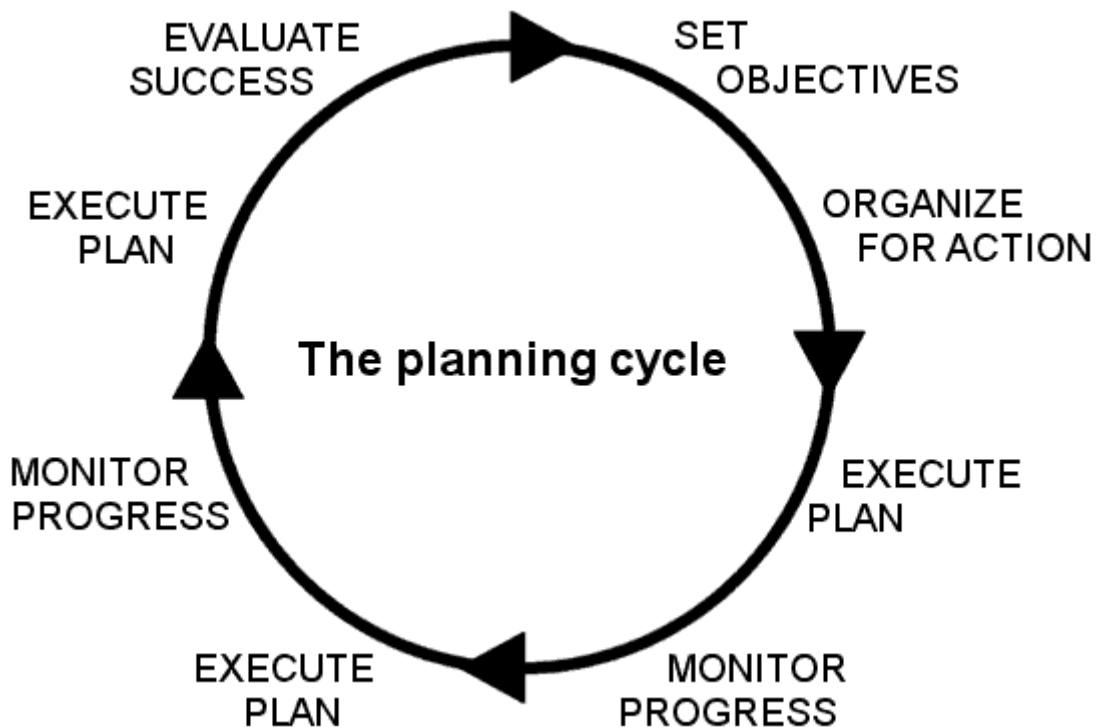 EVALUATE
SUCCESS
SET
OBJECTIVES
ORGANIZE
FOR ACTION
EXECUTE
PLAN
MONITOR
PROGRESS
EXECUTE
PLAN
MONITOR
PROGRESS
EXECUTE
PLAN
The planning cycle